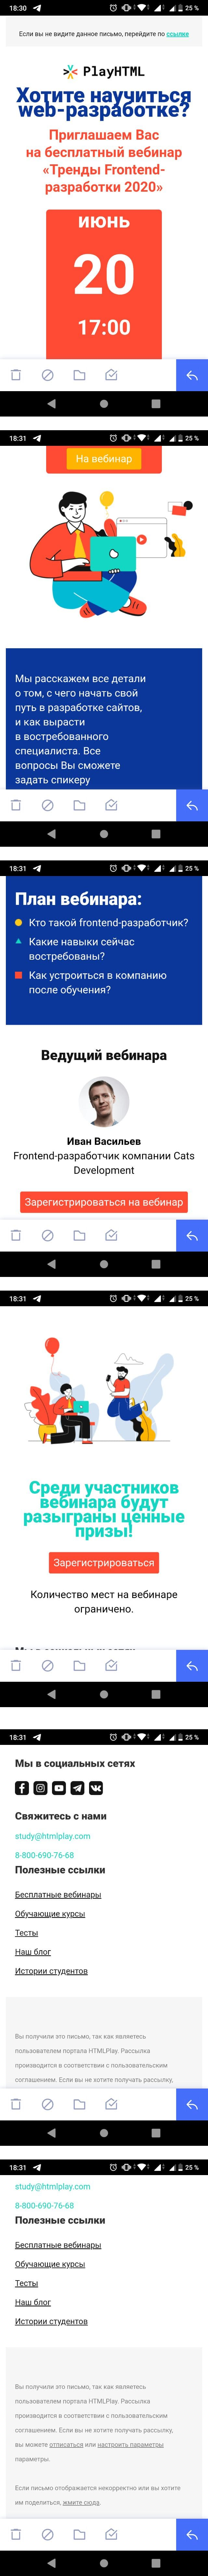 18:30
25 %
Если вы не видите данное письмо, перейдите по ссылке
PlayHTML
Хотите научиться
web-разработке?
Приглашаем Вас
на бесплатный вебинар
«Тренды Frontend-
разработки 2020»
июнь
20
17:00
18:31
25 %
На вебинар
Мы расскажем все детали
о том, с чего начать свой
путь в разработке сайтов,
и как вырасти
в востребованного
специалиста. Все
вопросы Вы сможете
задать спикеру
18:31
25 %
План вебинара:
Кто такой frontend-разработчик?
Какие навыки сейчас
востребованы?
Как устроиться в компанию
после обучения?
Ведущий вебинара
Иван Васильев
Frontend-разработчик компании Cats
Development
Зарегистрироваться на вебинар
18:31
25 %
Среди участников
вебинара будут
разыграны ценные
призы!
Зарегистрироваться
Количество мест на вебинаре
ограничено.
Мы в социальных сетях
18:31
25 %
Мы в социальных сетях
Свяжитесь с нами
study@htmlplay.com
8-800-690-76-68
Полезные ссылки
Бесплатные вебинары
Обучающие курсы
Тесты
Наш блог
Истории студентов
Вы получили это письмо, так как являетесь
пользователем портала HTMLPlay. Рассылка
производится в соответствии с пользовательским
соглашением. Если вы не хотите получать рассылку,
18:31
25 %
study@htmlplay.com
8-800-690-76-68
Полезные ссылки
Бесплатные вебинары
Обучающие курсы
Тесты
Наш блог
Истории студентов
Вы получили это письмо, так как являетесь
пользователем портала HTMLPlay. Рассылка
производится в соответствии с пользовательским
соглашением. Если вы не хотите получать рассылку,
вы можете отписаться или настроить параметры
параметры.
Если письмо отображается некорректно или вы хотите
им поделиться, жмите сюда.